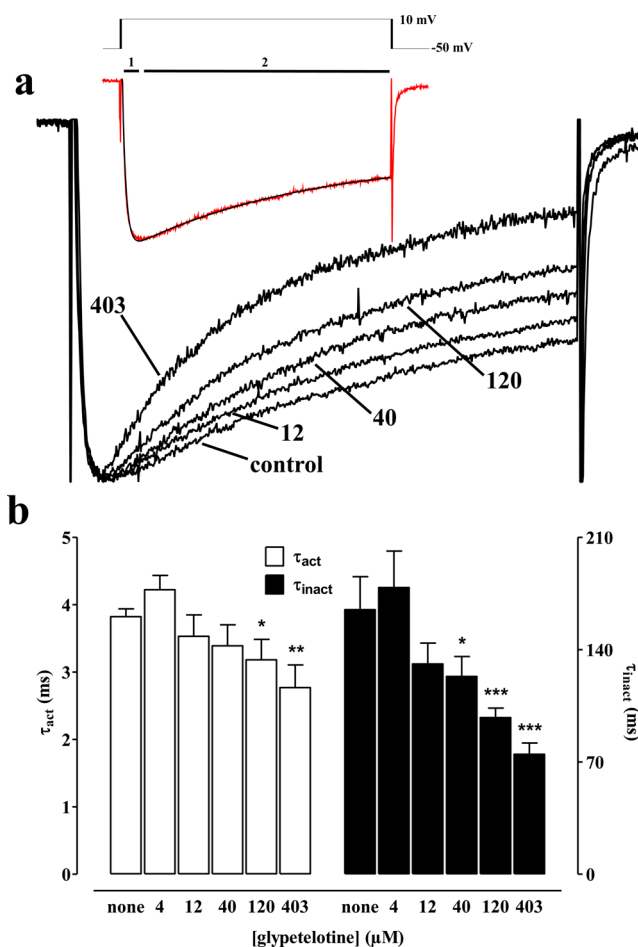 10 mV
-50 mV
1 2
a
403
120
40
12
control
b
5
4
3
2
1
0
τact (ms)
τact
τinact
* **
* *** ***
210
140
70
0
τinact (ms)
none 4 12 40 120 403 none 4 12 40 120 403
[glypetelotine] (µM)